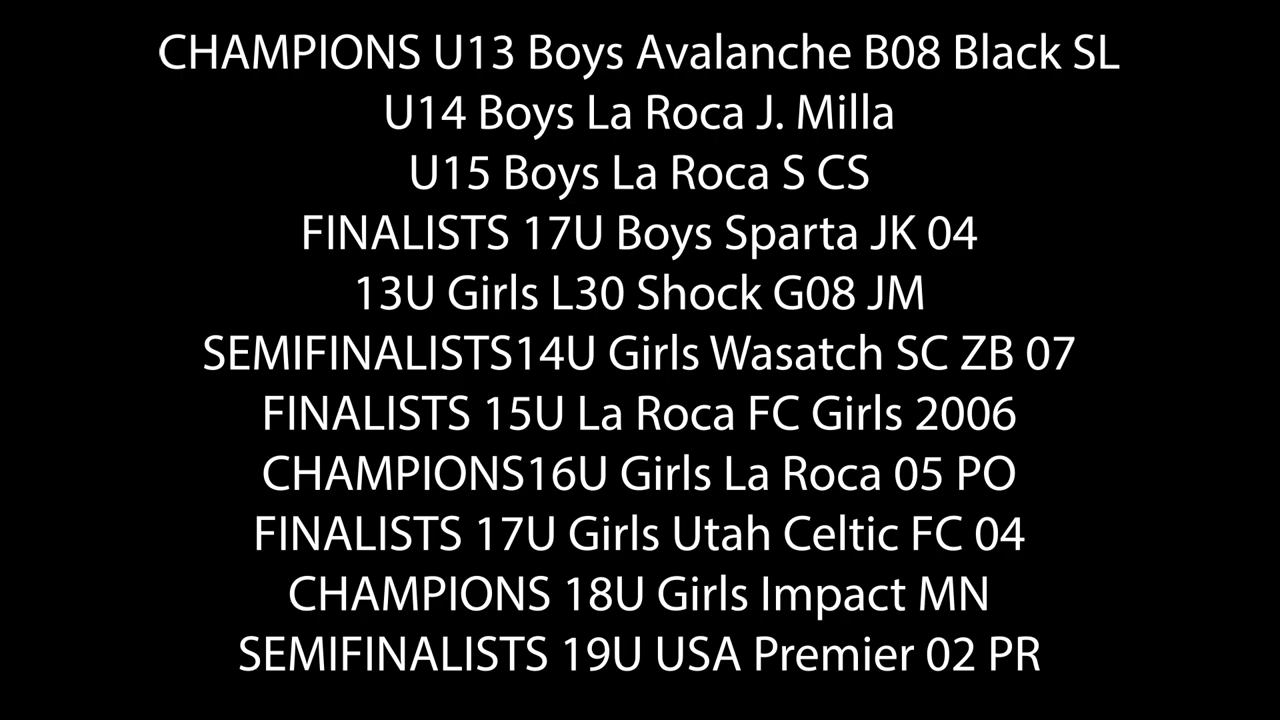 CHAMPIONS U13 Boys Avalanche B08 Black SL
U14 Boys La Roca J. Milla
U15 Boys La Roca S CS
FINALISTS 17U Boys Sparta JK 04
13U Girls L30 Shock G08 JM
SEMIFINALISTS14U Girls Wasatch SC ZB 07
FINALISTS 15U La Roca FC Girls 2006
CHAMPIONS16U Girls La Roca 05 PO
FINALISTS 17U Girls Utah Celtic FC 04
CHAMPIONS 18U Girls Impact MN
SEMIFINALISTS 19U USA Premier 02 PR